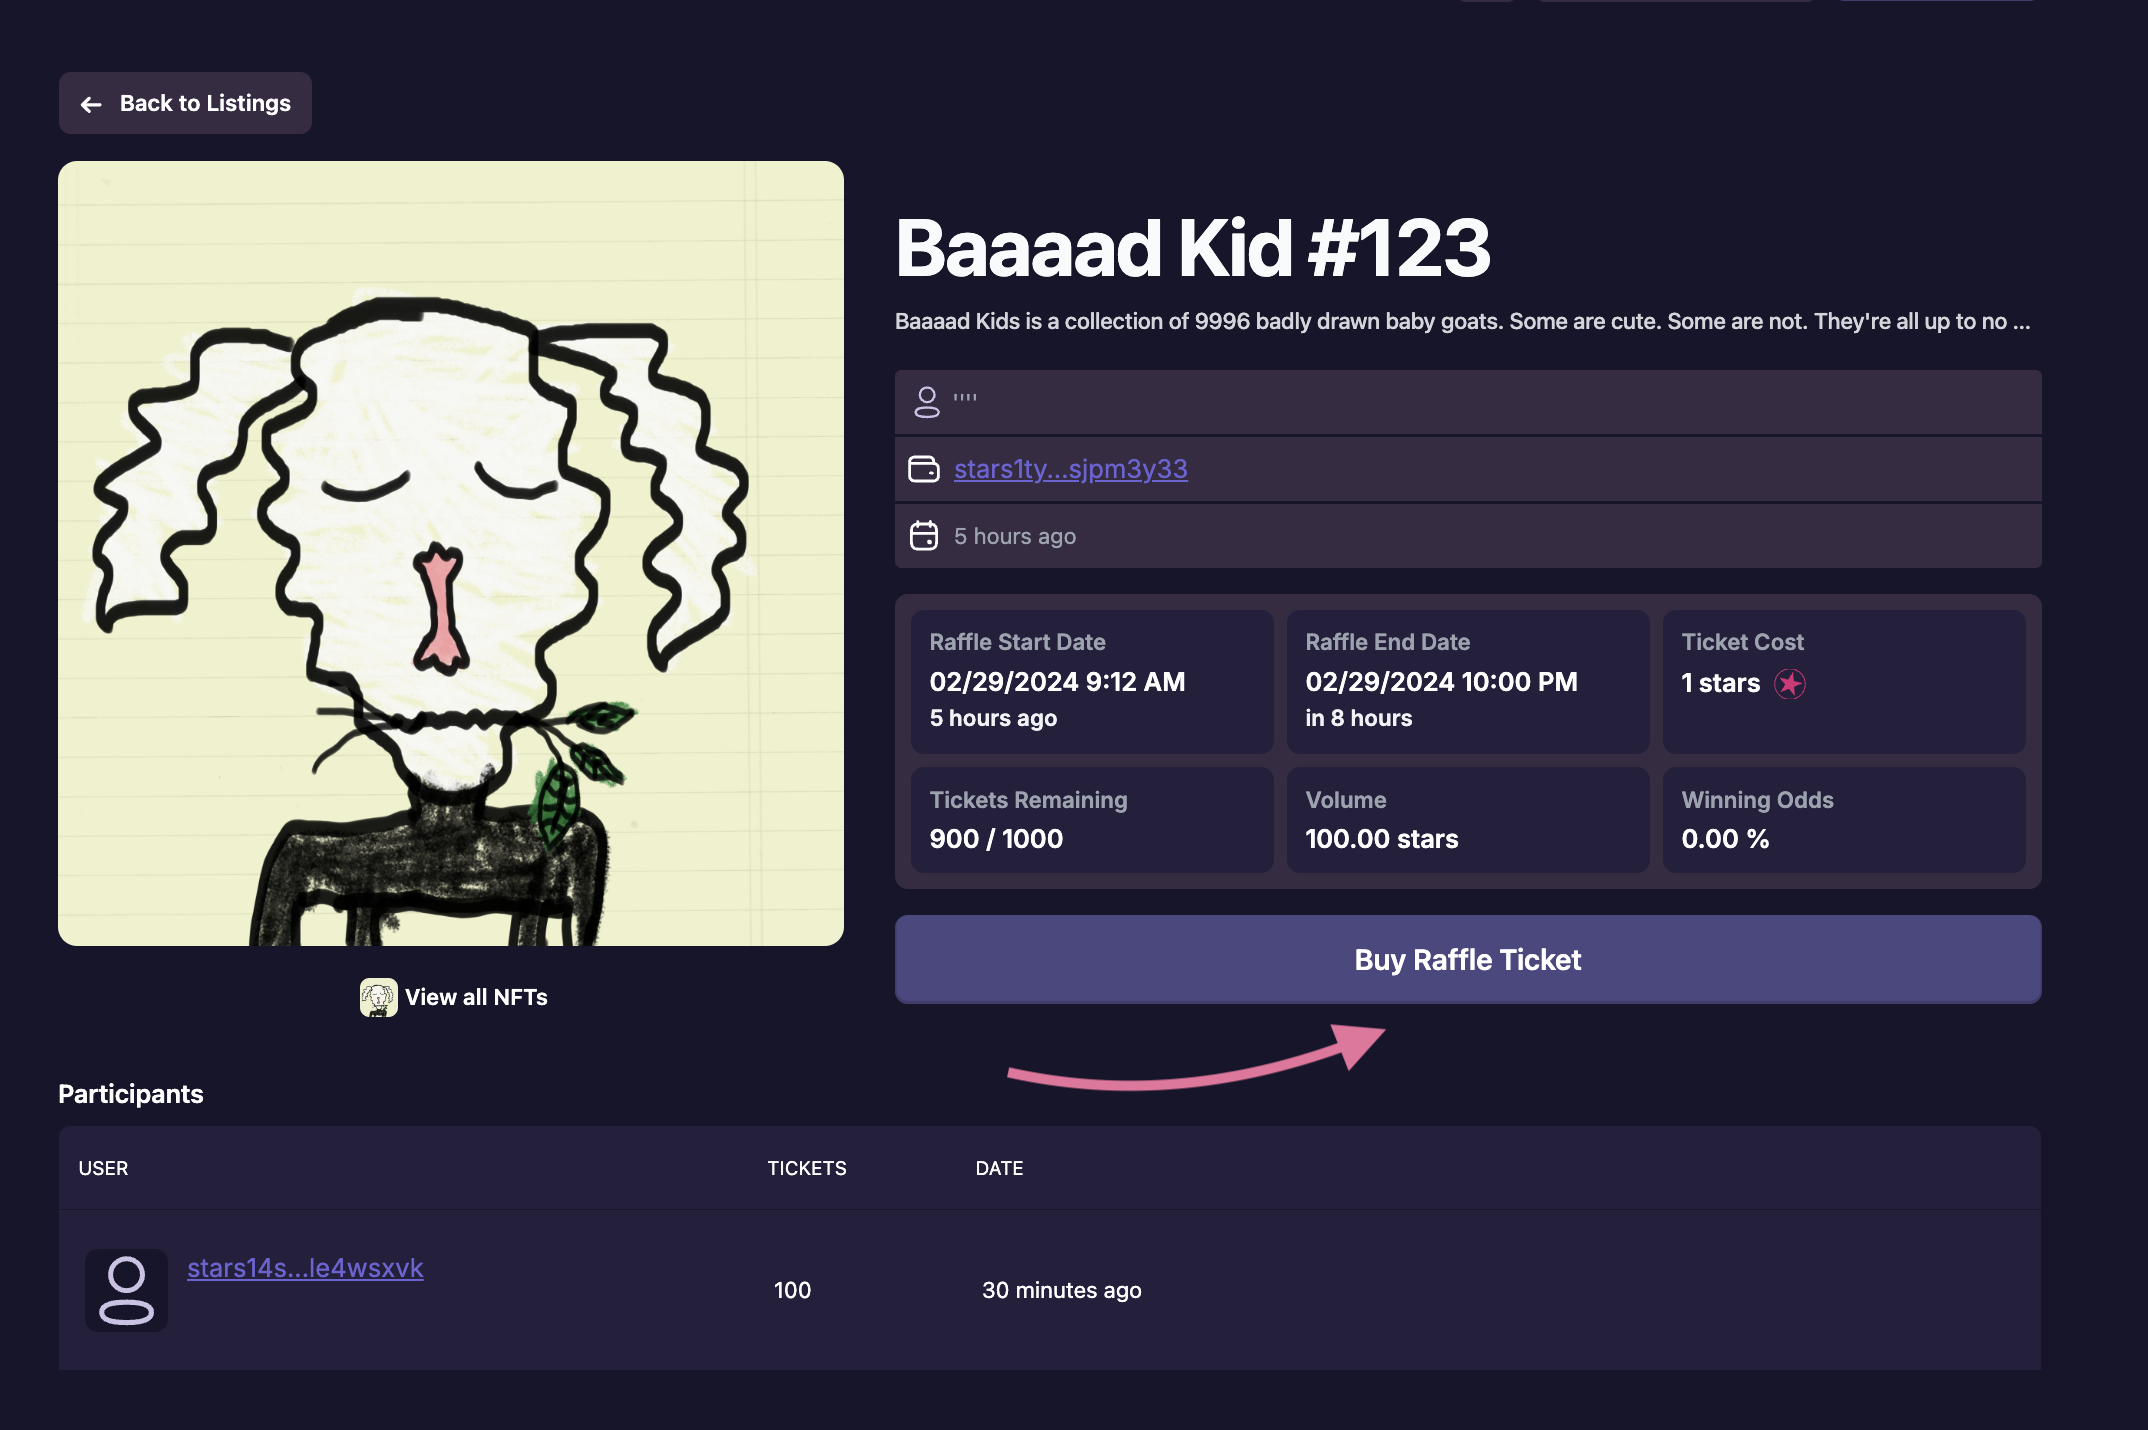 Back to Listings
Baaaad Kid #123
Baaaad Kids is a collection of 9996 badly drawn baby goats. Some are cute. Some are not. They're all up to no ...
''''
stars1ty...sjpm3y33
5 hours ago
Raffle Start Date
02/29/2024 9:12 AM
5 hours ago
Raffle End Date
02/29/2024 10:00 PM
in 8 hours
Ticket Cost
1 stars
Tickets Remaining
900 / 1000
Volume
100.00 stars
Winning Odds
0.00 %
Buy Raffle Ticket
View all NFTs
Participants
USER TICKETS DATE
stars14s...le4wsxvk 100 30 minutes ago